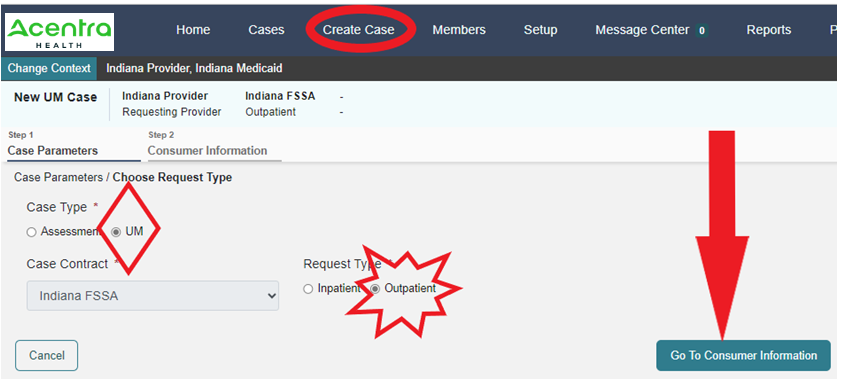 Acentra
HEALTH
Home Cases Create Case Members Setup Message Center 0 Reports P
Change Context Indiana Provider, Indiana Medicaid
New UM Case Indiana Provider Indiana FSSA -
Requesting Provider Outpatient -
Step 1 Step 2
Case Parameters Consumer Information
Case Parameters / Choose Request Type
Case Type *
Assessment UM
Case Contract * Request Type *
Indiana FSSA Inpatient Outpatient
Cancel Go To Consumer Information